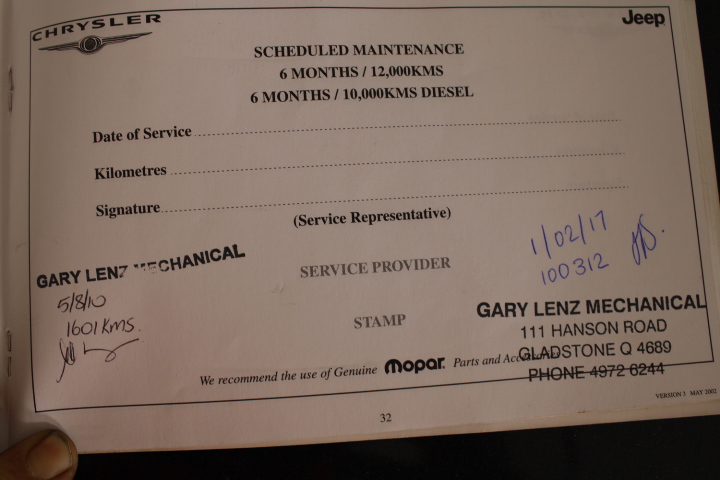 CHRYSLER
Jeep
SCHEDULED MAINTENANCE
6 MONTHS / 12,000KMS
6 MONTHS / 10,000KMS DIESEL
Date of Service
Kilometres
Signature
(Service Representative)
GARY LENZ MECHANICAL
5/8/10
1601 Kms.
SERVICE PROVIDER
STAMP
1/02/17
100312
GARY LENZ MECHANICAL
111 HANSON ROAD
GLADSTONE Q 4689
PHONE 4972 6244
We recommend the use of Genuine Mopar Parts and Accessories
VERSION 3 MAY 2002
32